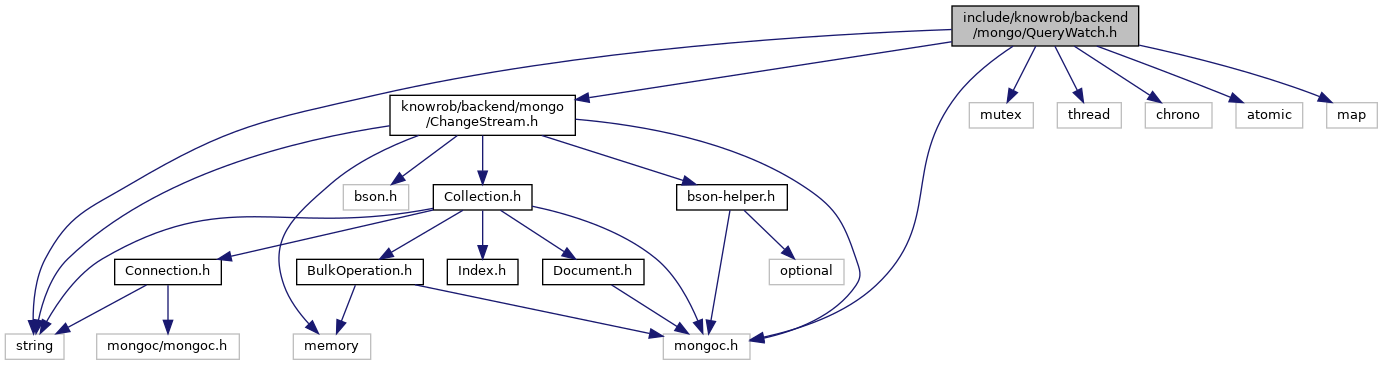 include/knowrob/backend
/mongo/QueryWatch.h
knowrob/backend/mongo
/ChangeStream.h
mutex
thread
chrono
atomic
map
bson.h
Collection.h
bson-helper.h
Connection.h
BulkOperation.h
Index.h
Document.h
optional
string
mongoc/mongoc.h
memory
mongoc.h